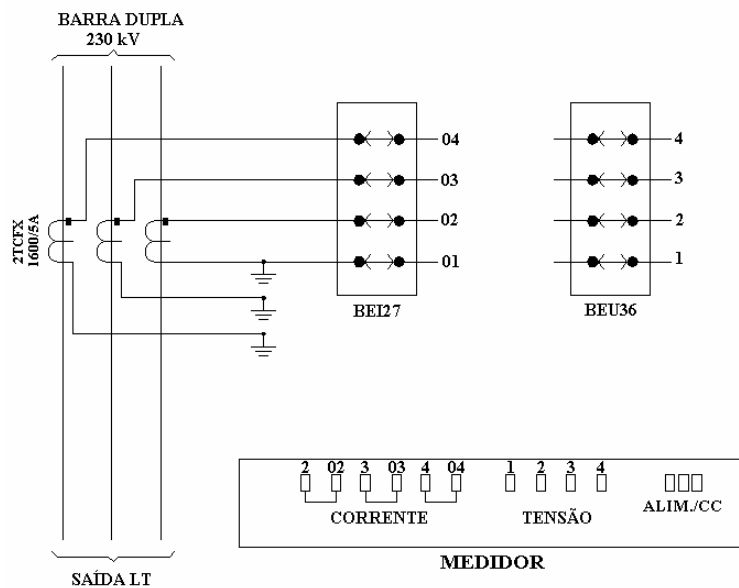 BARRA DUPLA
230 kV
2TCFX
1600/5A
04
03
02
01
BEI27
4
3
2
1
BEU36
2 02 3 03 4 04
CORRENTE
1 2 3 4
TENSÃO
ALIM./CC
MEDIDOR
SAÍDA LT